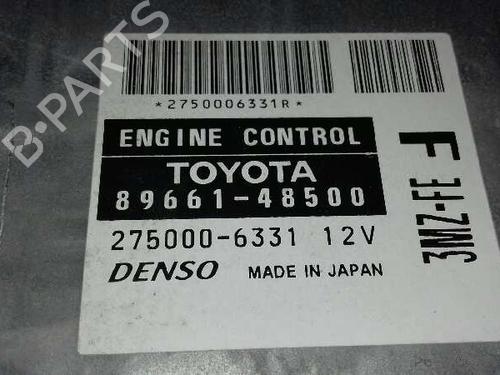 *2750006331R*
ENGINE CONTROL
TOYOTA
89661-48500
275000-6331 12V
DENSO MADE IN JAPAN
F
3MZ-FE
B-PARTS